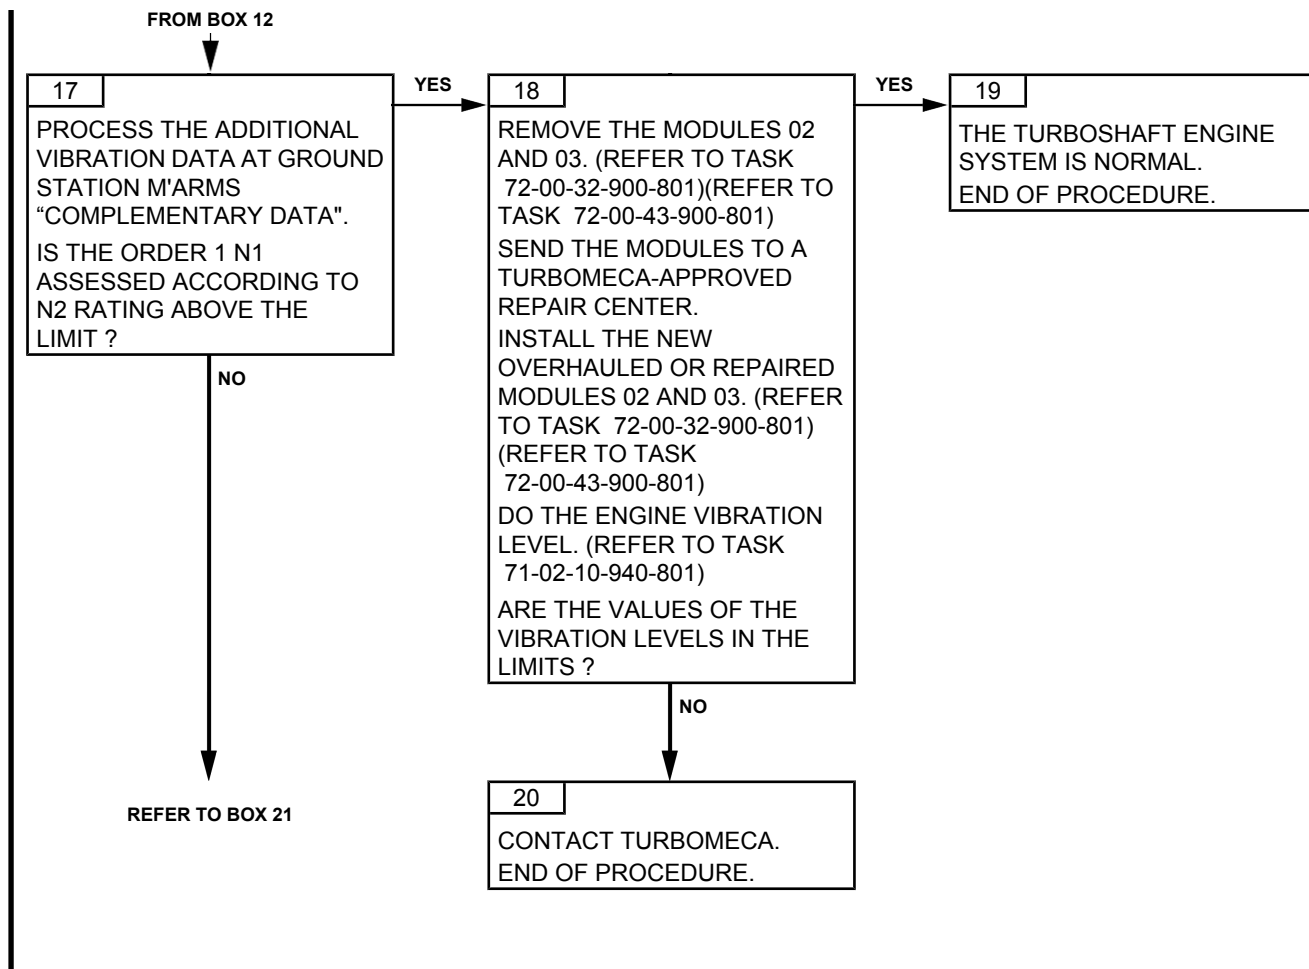 FROM BOX 12
17
PROCESS THE ADDITIONAL
VIBRATION DATA AT GROUND
STATION M'ARMS
“COMPLEMENTARY DATA".
IS THE ORDER 1 N1
ASSESSED ACCORDING TO
N2 RATING ABOVE THE
LIMIT ?
YES
NO
REFER TO BOX 21
18
REMOVE THE MODULES 02
AND 03. (REFER TO TASK
72-00-32-900-801)(REFER TO
TASK 72-00-43-900-801)
SEND THE MODULES TO A
TURBOMECA-APPROVED
REPAIR CENTER.
INSTALL THE NEW
OVERHAULED OR REPAIRED
MODULES 02 AND 03. (REFER
TO TASK 72-00-32-900-801)
(REFER TO TASK
72-00-43-900-801)
DO THE ENGINE VIBRATION
LEVEL. (REFER TO TASK
71-02-10-940-801)
ARE THE VALUES OF THE
VIBRATION LEVELS IN THE
LIMITS ?
YES
NO
19
THE TURBOSHAFT ENGINE
SYSTEM IS NORMAL.
END OF PROCEDURE.
20
CONTACT TURBOMECA.
END OF PROCEDURE.